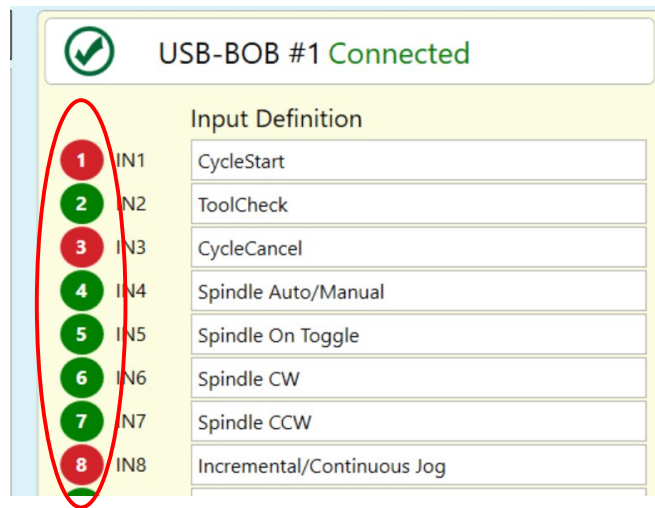 USB-BOB #1 Connected
Input Definition
1 IN1 CycleStart
2 IN2 ToolCheck
3 IN3 CycleCancel
4 IN4 Spindle Auto/Manual
5 IN5 Spindle On Toggle
6 IN6 Spindle CW
7 IN7 Spindle CCW
8 IN8 Incremental/Continuous Jog